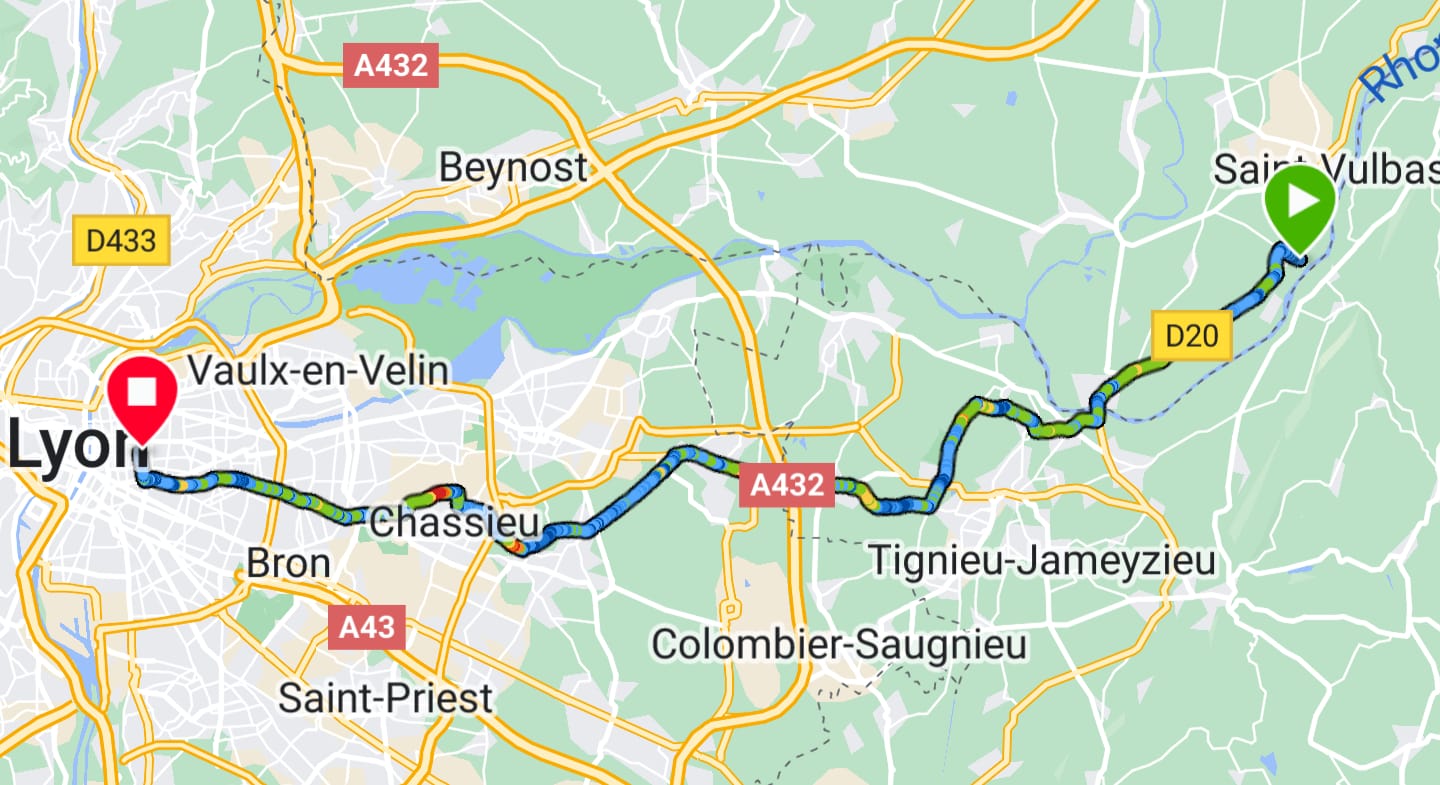 A432
Rho
Beynost
Saint-Vulbas
D433
D20
Vaulx-en-Velin
Lyon
A432
Chassieu
Bron
Tignieu-Jameyzieu
A43
Colombier-Saugnieu
Saint-Priest